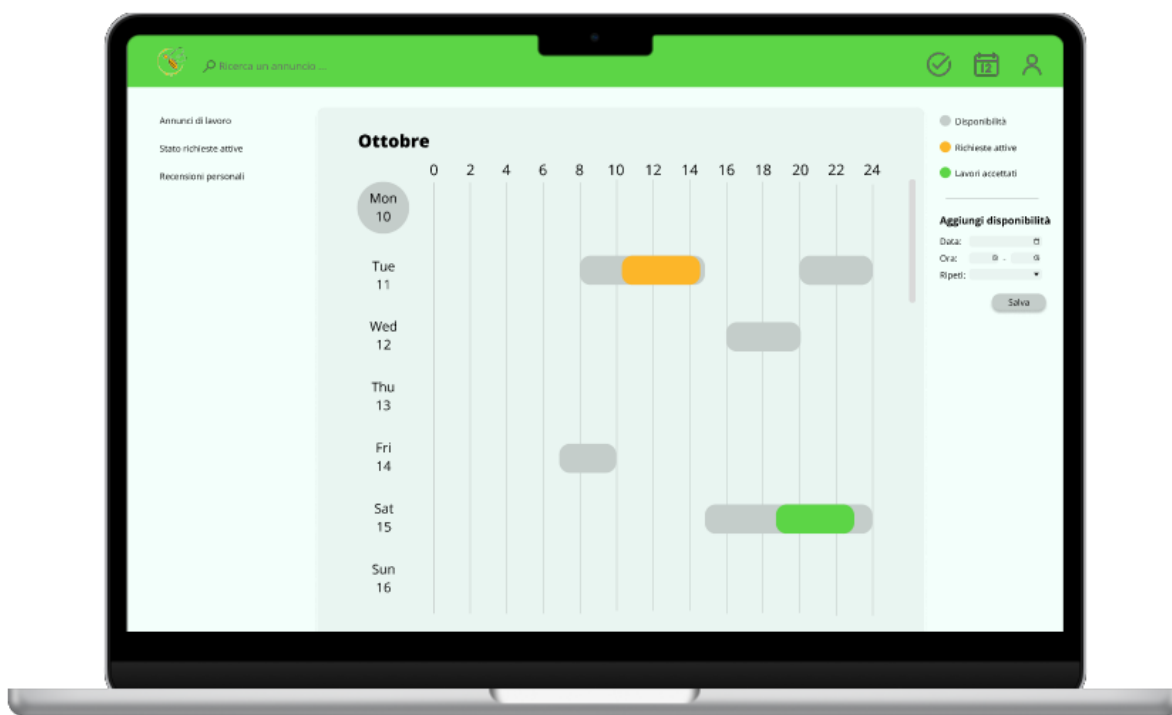 Ricerca un annuncio ...
12
Annunci di lavoro
Stato richieste attive
Recensioni personali
Ottobre
0 2 4 6 8 10 12 14 16 18 20 22 24
Mon
10
Tue
11
Wed
12
Thu
13
Fri
14
Sat
15
Sun
16
Disponibilità
Richieste attive
Lavori accettati
Aggiungi disponibilità
Data:
Ora: -
Ripeti:
Salva